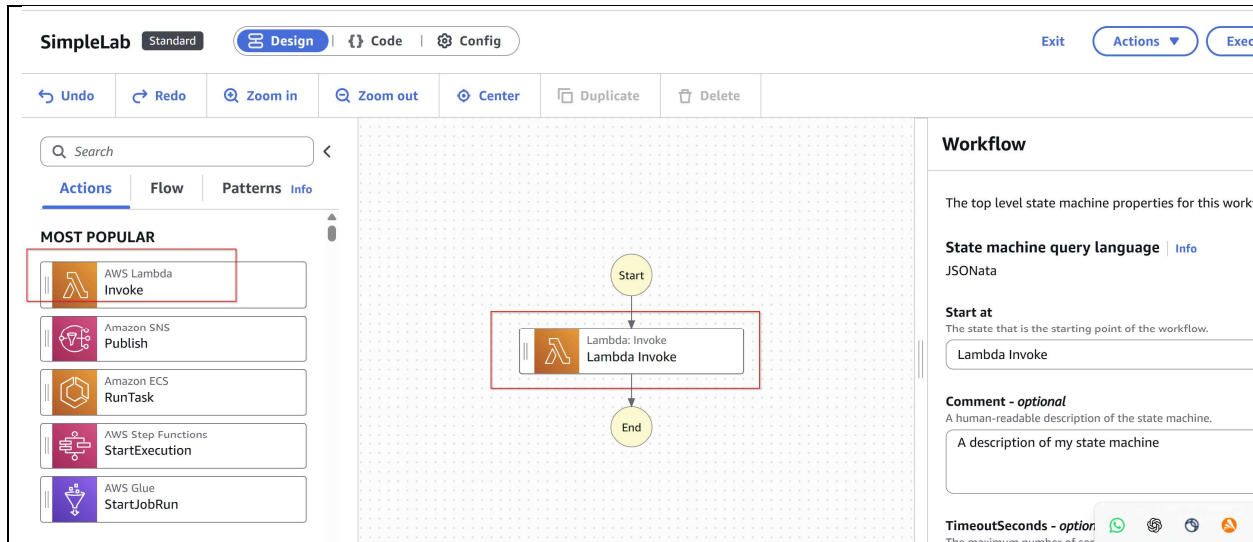 SimpleLab Standard Design {} Code Config Exit Actions
Undo Redo Zoom in Zoom out Center Duplicate Delete
Search
Actions Flow Patterns Info
MOST POPULAR
AWS Lambda
Invoke
Amazon SNS
Publish
Amazon ECS
RunTask
AWS Step Functions
StartExecution
AWS Glue
StartJobRun
Start
Lambda: Invoke
Lambda Invoke
End
Workflow
The top level state machine properties for this
State machine query language Info
JSONata
Start at
The state that is the starting point of the workflow.
Lambda Invoke
Comment - optional
A human-readable description of the state machine.
A description of my state machine
TimeoutSeconds -